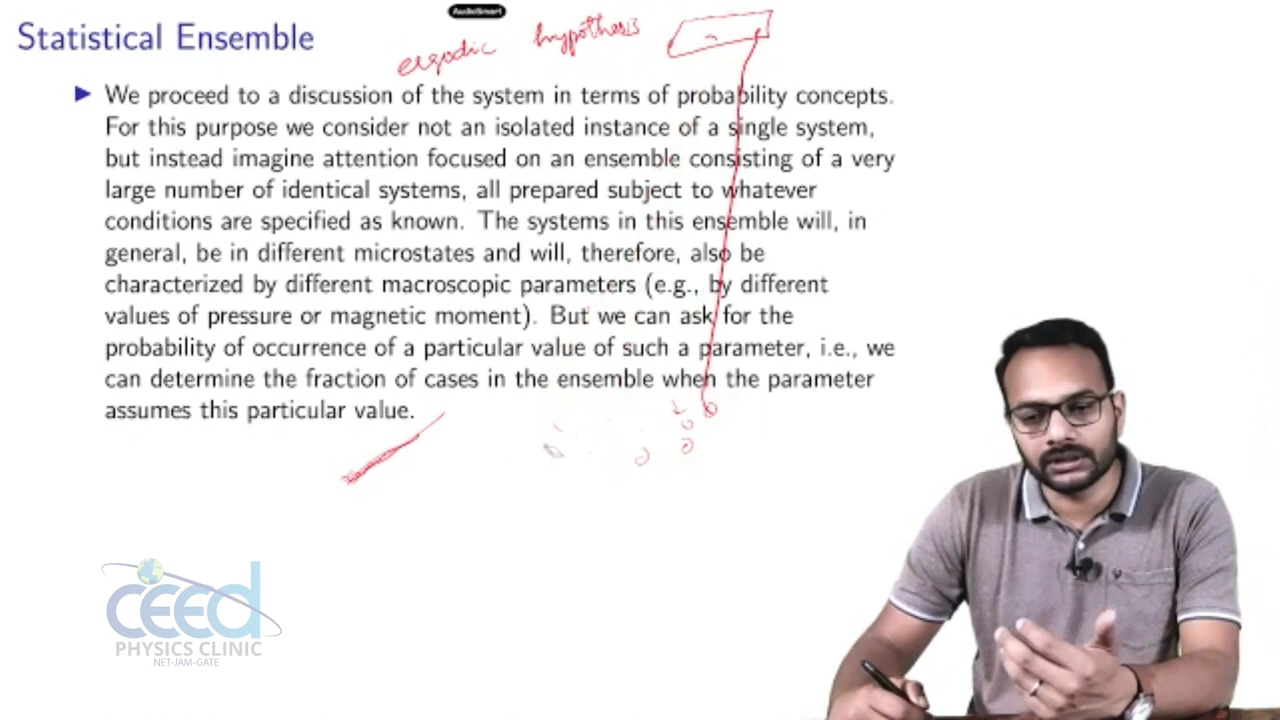 AudioSmart
Statistical Ensemble
ergodic hypothesis
We proceed to a discussion of the system in terms of probability concepts.
For this purpose we consider not an isolated instance of a single system,
but instead imagine attention focused on an ensemble consisting of a very
large number of identical systems, all prepared subject to whatever
conditions are specified as known. The systems in this ensemble will, in
general, be in different microstates and will, therefore, also be
characterized by different macroscopic parameters (e.g., by different
values of pressure or magnetic moment). But we can ask for the
probability of occurrence of a particular value of such a parameter, i.e., we
can determine the fraction of cases in the ensemble when the parameter
assumes this particular value.
ceed
PHYSICS CLINIC
NET-JAM-GATE